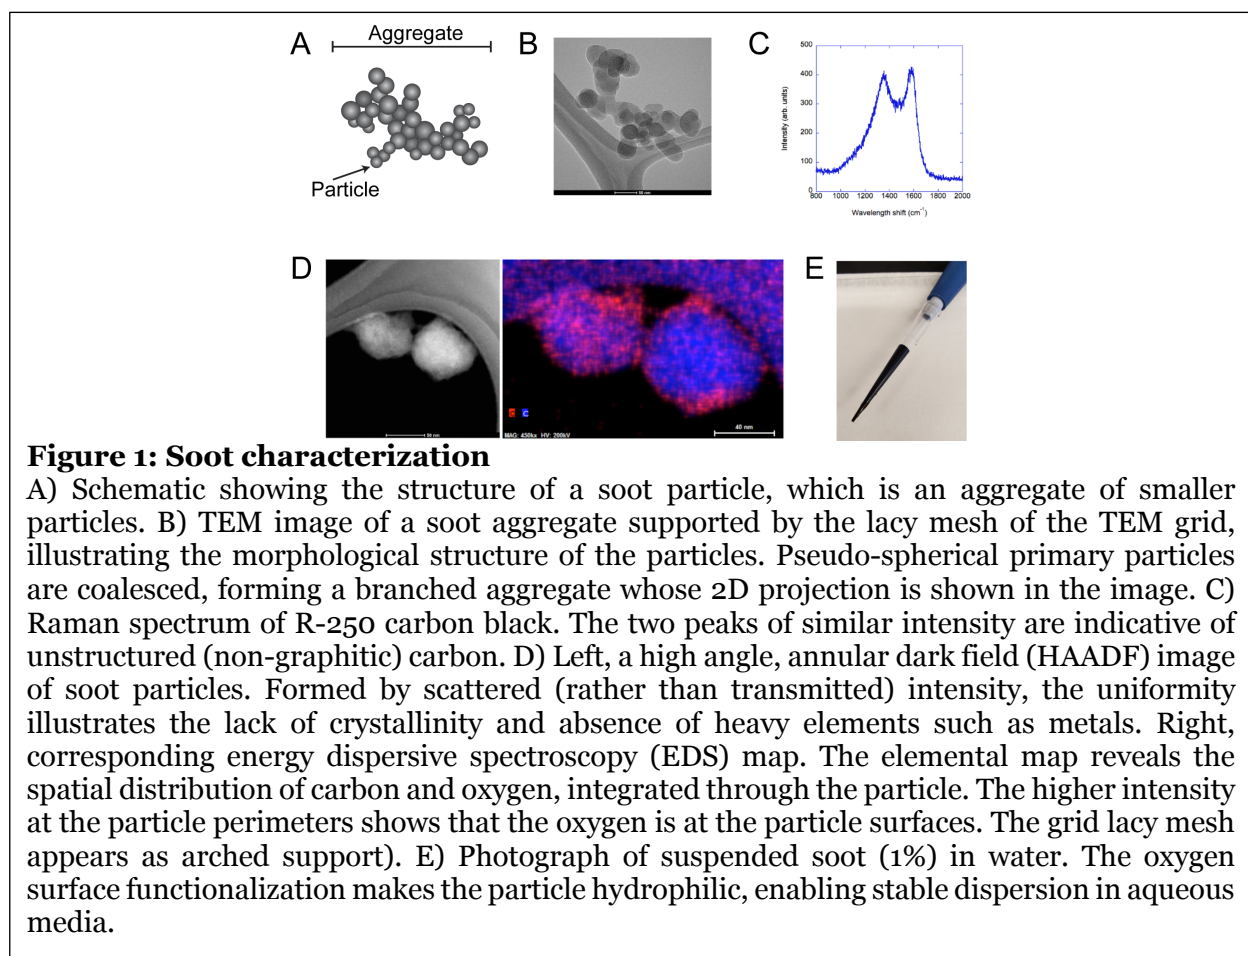 A
Aggregate
Particle
B
50 nm
C
500
400
300
200
100
0
Intensity (arb. units)
800 1000 1200 1400 1600 1800 2000
Wavelength shift (cm⁻¹)
D
50 nm
C
MAG: 450kx HV: 200kV
40 nm
E
Figure 1: Soot characterization
A) Schematic showing the structure of a soot particle, which is an aggregate of smaller
particles. B) TEM image of a soot aggregate supported by the lacy mesh of the TEM grid,
illustrating the morphological structure of the particles. Pseudo-spherical primary particles
are coalesced, forming a branched aggregate whose 2D projection is shown in the image. C)
Raman spectrum of R-250 carbon black. The two peaks of similar intensity are indicative of
unstructured (non-graphitic) carbon. D) Left, a high angle, annular dark field (HAADF) image
of soot particles. Formed by scattered (rather than transmitted) intensity, the uniformity
illustrates the lack of crystallinity and absence of heavy elements such as metals. Right,
corresponding energy dispersive spectroscopy (EDS) map. The elemental map reveals the
spatial distribution of carbon and oxygen, integrated through the particle. The higher intensity
at the particle perimeters shows that the oxygen is at the particle surfaces. The grid lacy mesh
appears as arched support). E) Photograph of suspended soot (1%) in water. The oxygen
surface functionalization makes the particle hydrophilic, enabling stable dispersion in aqueous
media.